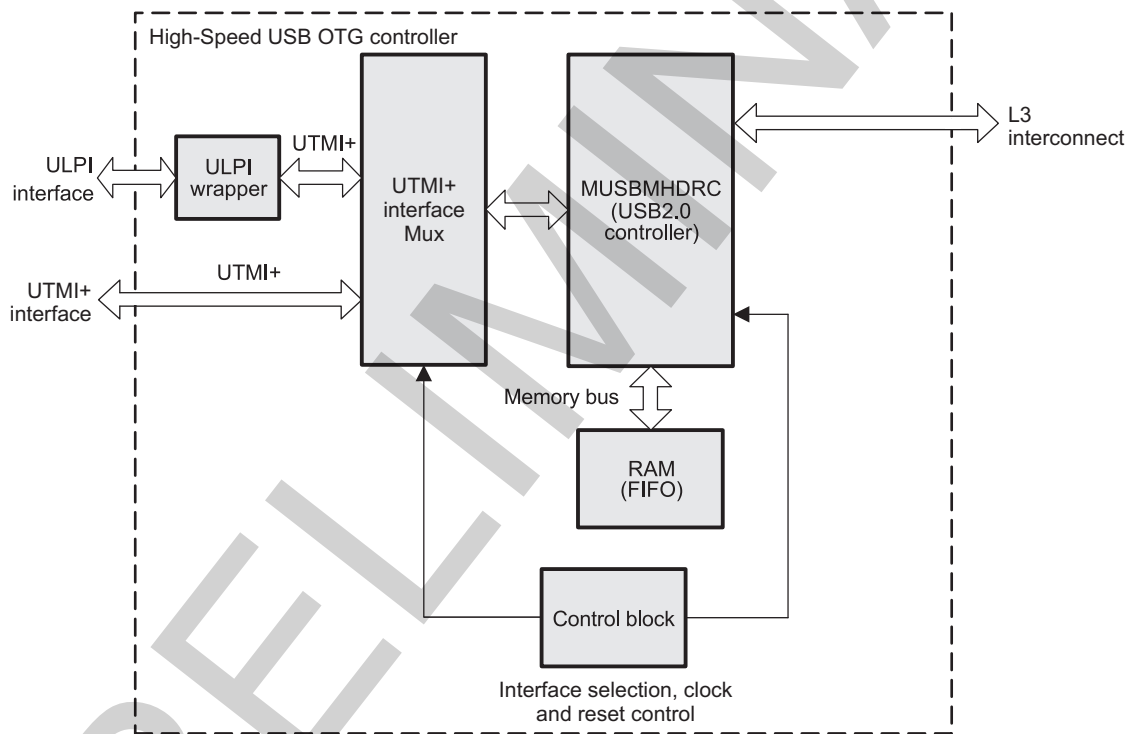 High-Speed USB OTG controller
ULPI
interface
ULPI
wrapper
UTMI+
UTMI+
interface
Mux
MUSBMHDRC
(USB2.0
controller)
L3
interconnect
UTMI+
interface
UTMI+
Memory bus
RAM
(FIFO)
Control block
Interface selection, clock
and reset control